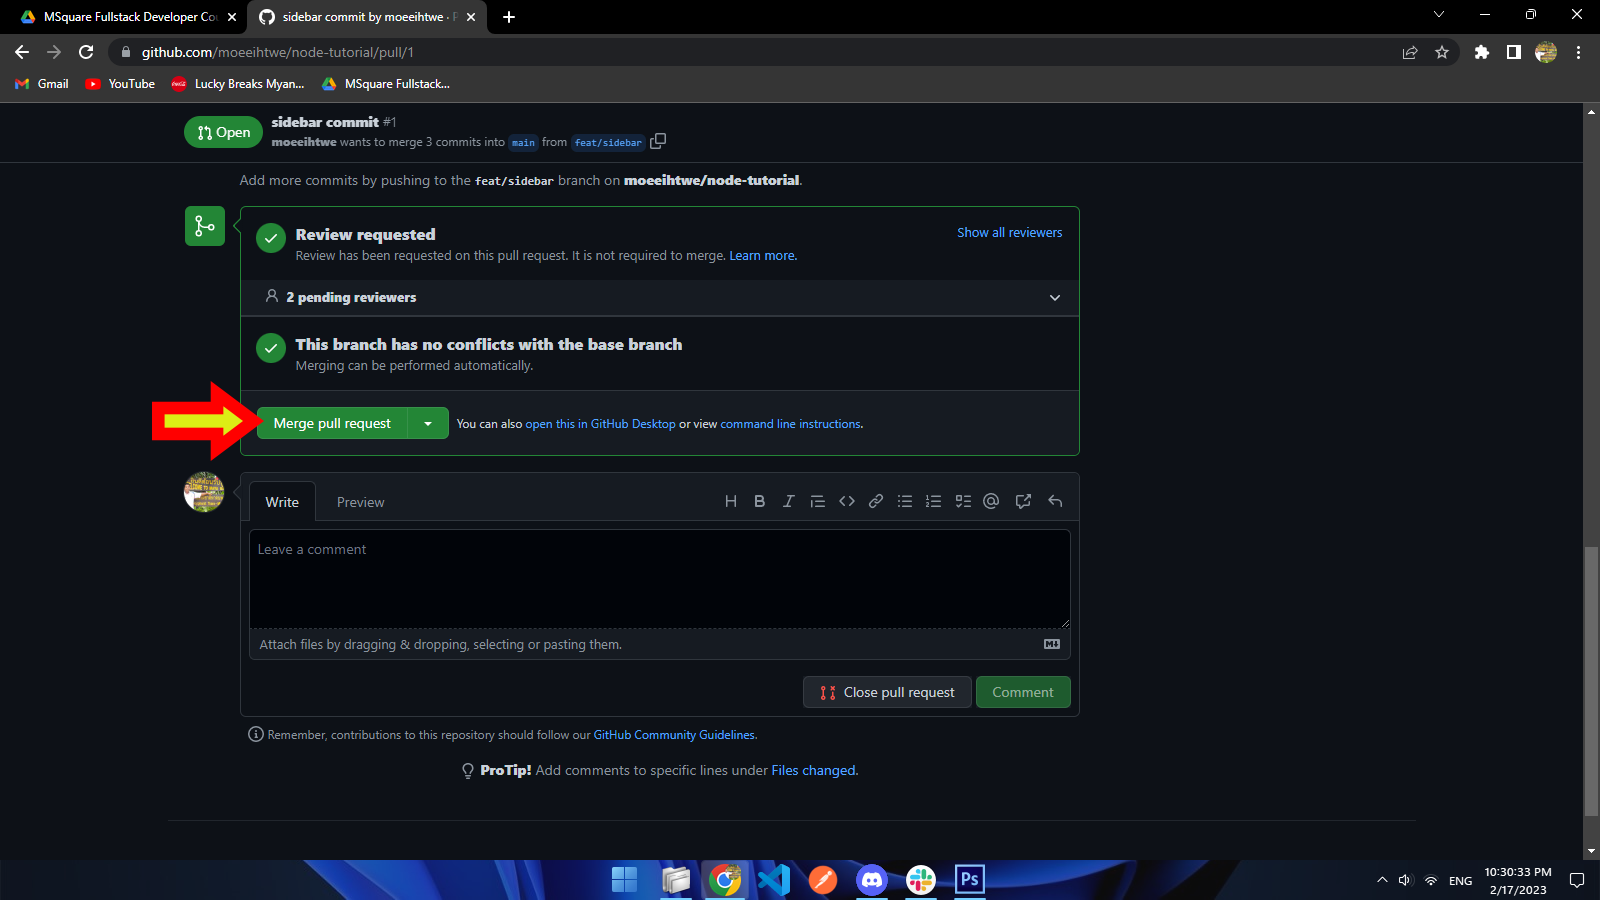 MSquare Fullstack Developer Co
sidebar commit by moeeihtwe ·
github.com/moeeihtwe/node-tutorial/pull/1
Gmail
YouTube
Lucky Breaks Myan...
MSquare Fullstack...
Open
sidebar commit #1
moeeihtwe wants to merge 3 commits into main from feat/sidebar
Add more commits by pushing to the feat/sidebar branch on moeeihtwe/node-tutorial.
Review requested
Show all reviewers
Review has been requested on this pull request. It is not required to merge. Learn more.
2 pending reviewers
This branch has no conflicts with the base branch
Merging can be performed automatically.
Merge pull request
You can also open this in GitHub Desktop or view command line instructions.
Write
Preview
Leave a comment
Attach files by dragging & dropping, selecting or pasting them.
Close pull request
Comment
Remember, contributions to this repository should follow our GitHub Community Guidelines.
ProTip! Add comments to specific lines under Files changed.
Ps
ENG
10:30:33 PM
2/17/2023